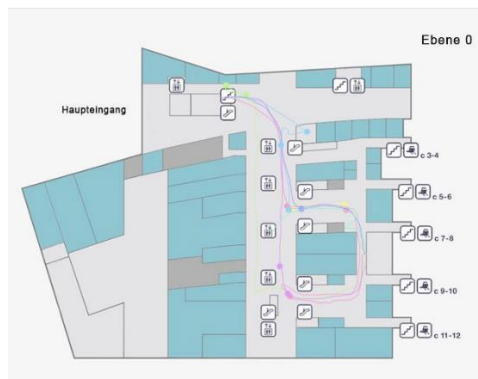 Ebene 0
Haupteingang
c 3-4
c 5-6
c 7-8
c 9-10
c 11-12